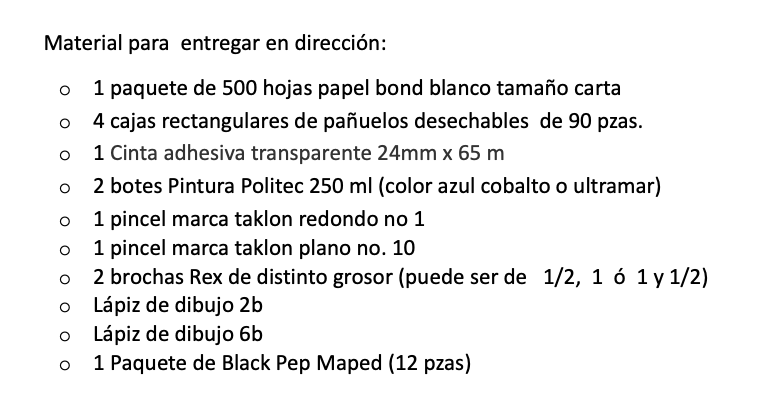 Material para  entregar en dirección:
o 1 paquete de 500 hojas papel bond blanco tamaño carta
o 4 cajas rectangulares de pañuelos desechables  de 90 pzas.
o 1 Cinta adhesiva transparente 24mm x 65 m
o 2 botes Pintura Politec 250 ml (color azul cobalto o ultramar)
o 1 pincel marca taklon redondo no 1
o 1 pincel marca taklon plano no. 10
o 2 brochas Rex de distinto grosor (puede ser de  1/2,  1  ó  1 y 1/2)
o Lápiz de dibujo 2b
o Lápiz de dibujo 6b
o 1 Paquete de Black Pep Maped (12 pzas)